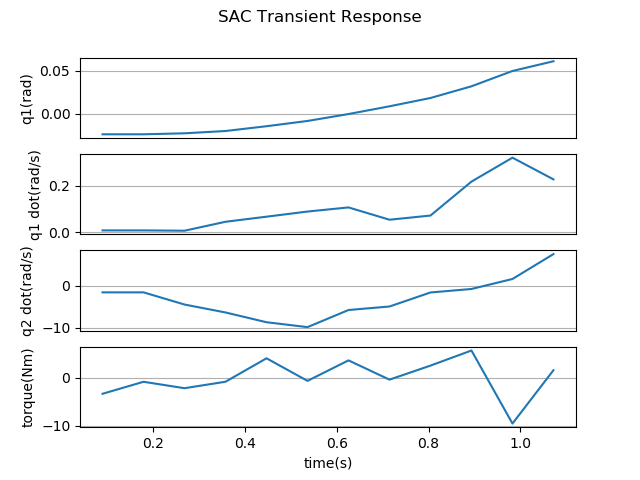 SAC Transient Response
q1(rad)
0.05
0.00
q1 dot(rad/s)
0.2
0.0
q2 dot(rad/s)
0
−10
torque(Nm)
0
−10
0.2 0.4 0.6 0.8 1.0
time(s)